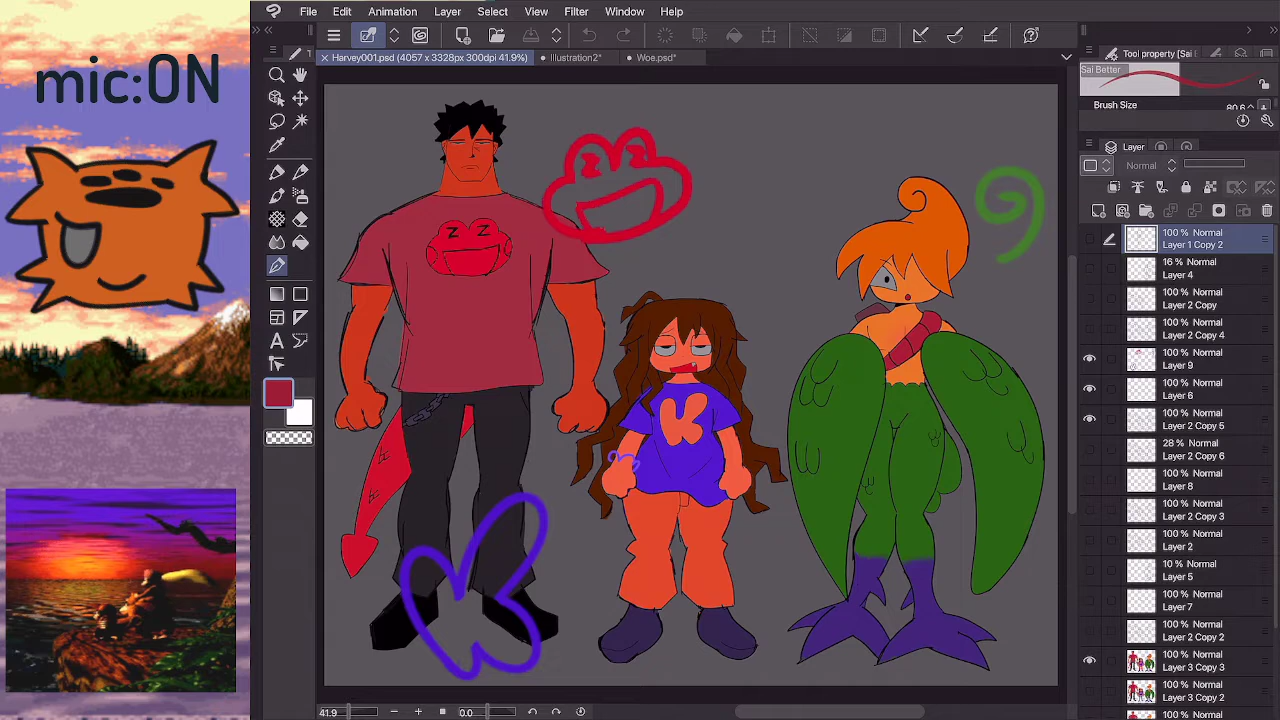 mic:ON
File Edit Animation Layer Select View Filter Window Help
Harvey001.psd (4057 x 3328px 300dpi 41.9%) Illustration2* Woe.psd*
Tool property [Sai
Sai Better
Brush Size
80.6
Layer
Normal
100 % Normal
Layer 1 Copy 2
16 % Normal
Layer 4
100 % Normal
Layer 2 Copy
100 % Normal
Layer 2 Copy 4
100 % Normal
Layer 9
100 % Normal
Layer 6
100 % Normal
Layer 2 Copy 5
28 % Normal
Layer 2 Copy 6
100 % Normal
Layer 8
100 % Normal
Layer 2 Copy 3
100 % Normal
Layer 2
10 % Normal
Layer 5
100 % Normal
Layer 7
100 % Normal
Layer 2 Copy 2
100 % Normal
Layer 3 Copy 3
100 % Normal
Layer 3 Copy 2
100 % Normal
z z
K
K
41.9
0.0